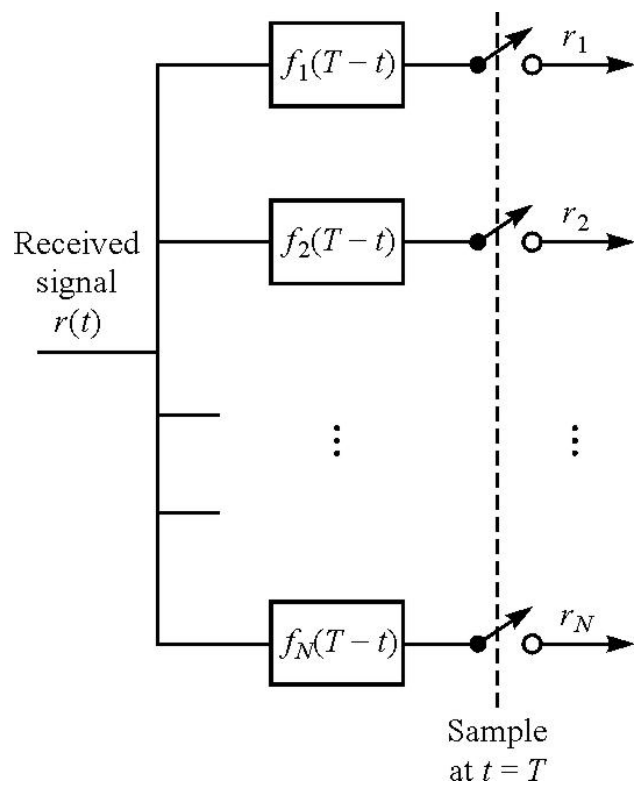 f₁(T − t)
r₁
f₂(T − t)
r₂
Received
signal
r(t)
f_N(T − t)
r_N
Sample
at t = T